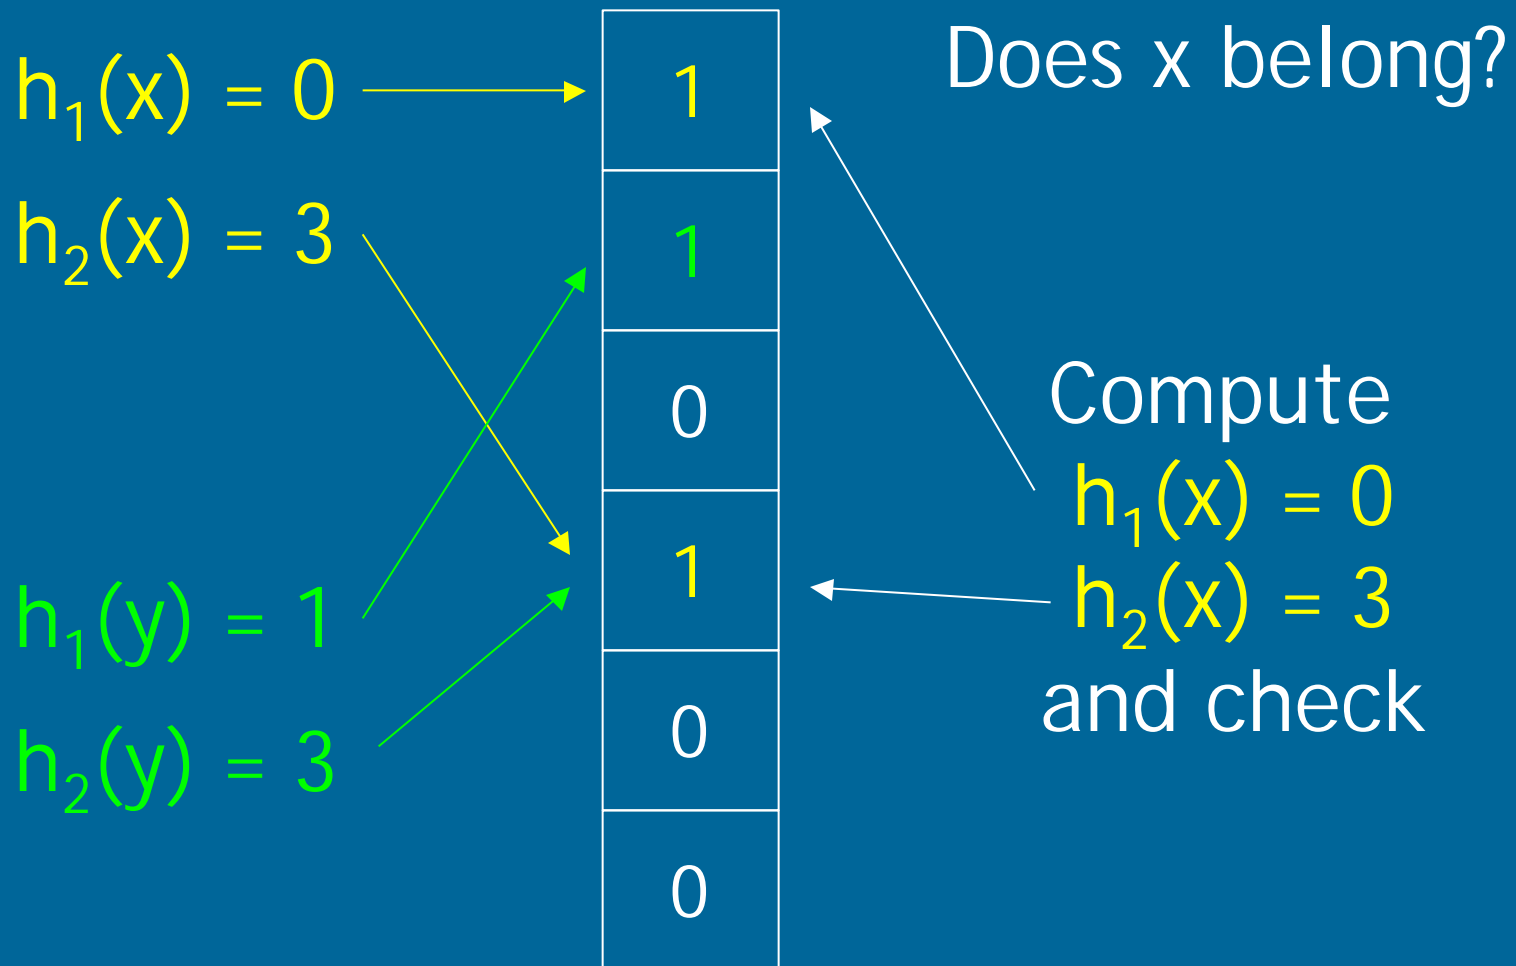 h₁(x) = 0
h₂(x) = 3
h₁(y) = 1
h₂(y) = 3
1
1
0
1
0
0
Does x belong?
Compute
h₁(x) = 0
h₂(x) = 3
and check